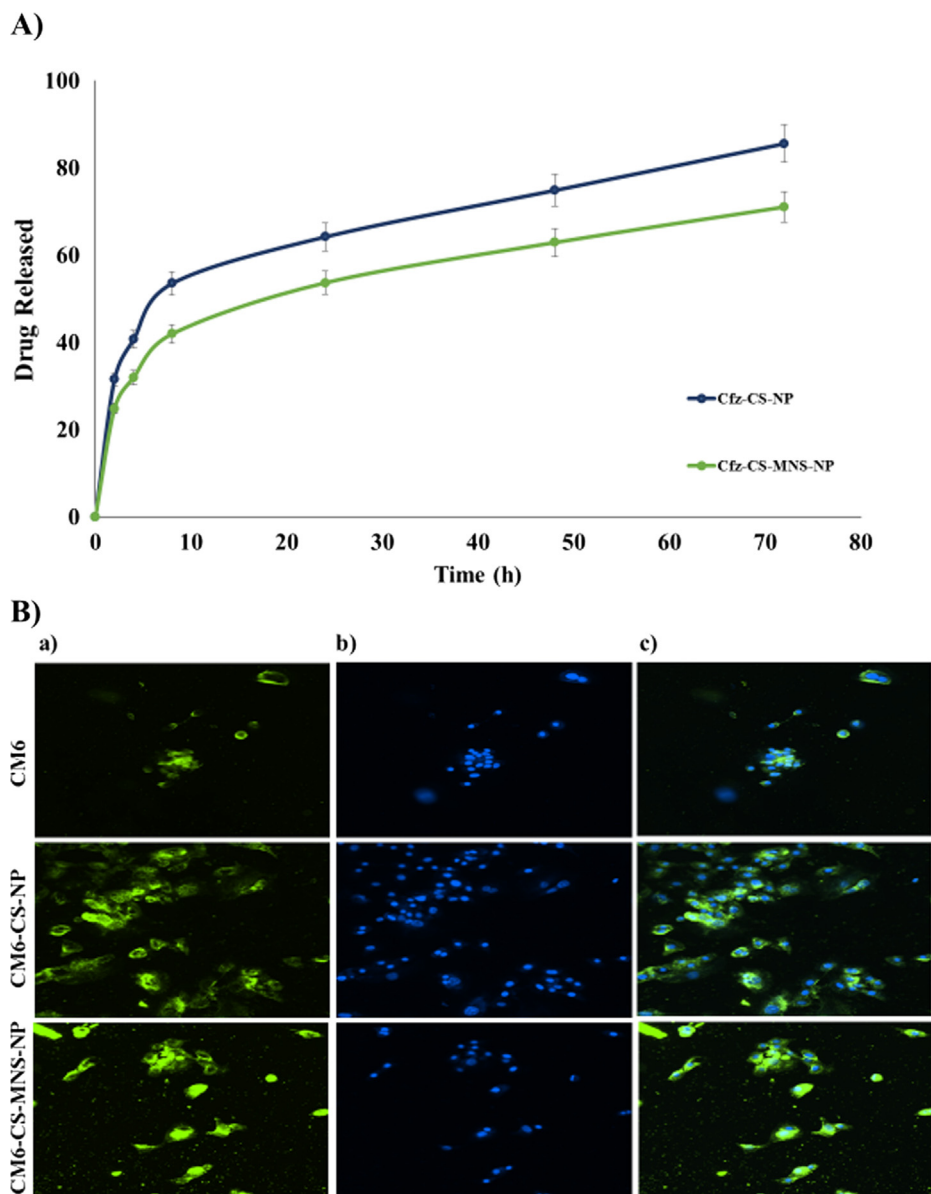 A)
100
80
60
40
20
0
Drug Released
0 10 20 30 40 50 60 70 80
Time (h)
Cfz-CS-NP
Cfz-CS-MNS-NP
B)
a) b) c)
CM6
CM6-CS-NP
CM6-CS-MNS-NP